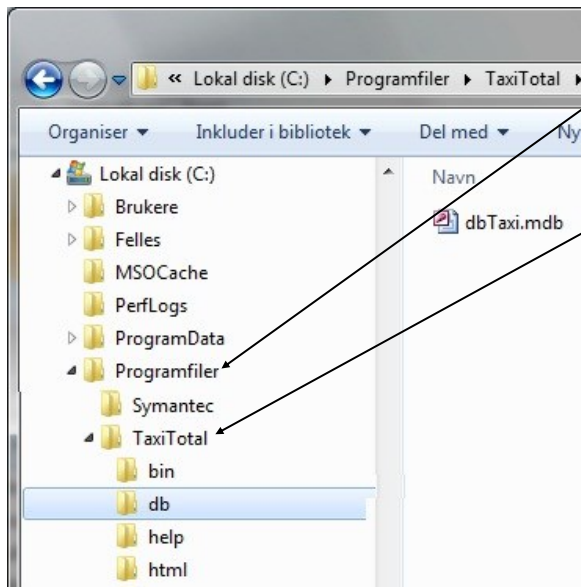 « Lokal disk (C:) ▸ Programfiler ▸ TaxiTotal ▸
Organiser ▾ Inkluder i bibliotek ▾ Del med ▾ Ny
Lokal disk (C:)
Brukere
Felles
MSOCache
PerfLogs
ProgramData
Programfiler
Symantec
TaxiTotal
bin
db
help
html
Navn
dbTaxi.mdb